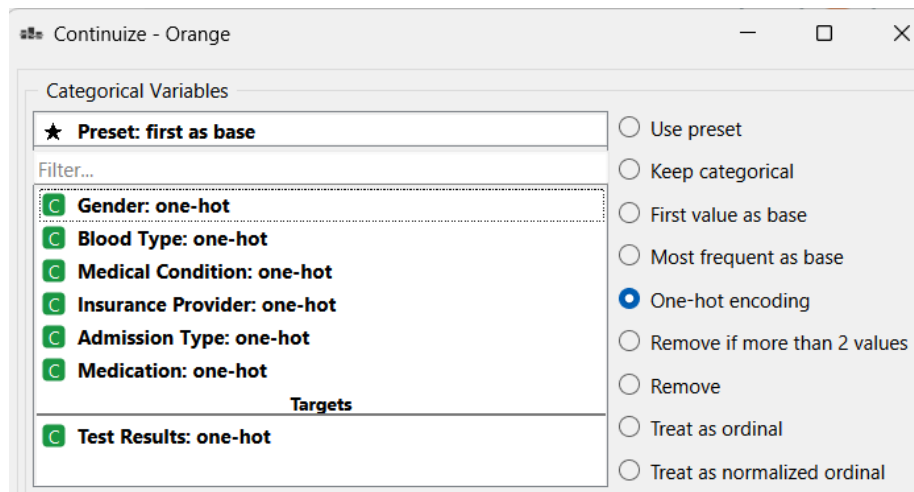 Continuize - Orange
Categorical Variables
★ Preset: first as base
Filter...
C Gender: one-hot
C Blood Type: one-hot
C Medical Condition: one-hot
C Insurance Provider: one-hot
C Admission Type: one-hot
C Medication: one-hot
Targets
C Test Results: one-hot
Use preset
Keep categorical
First value as base
Most frequent as base
One-hot encoding
Remove if more than 2 values
Remove
Treat as ordinal
Treat as normalized ordinal